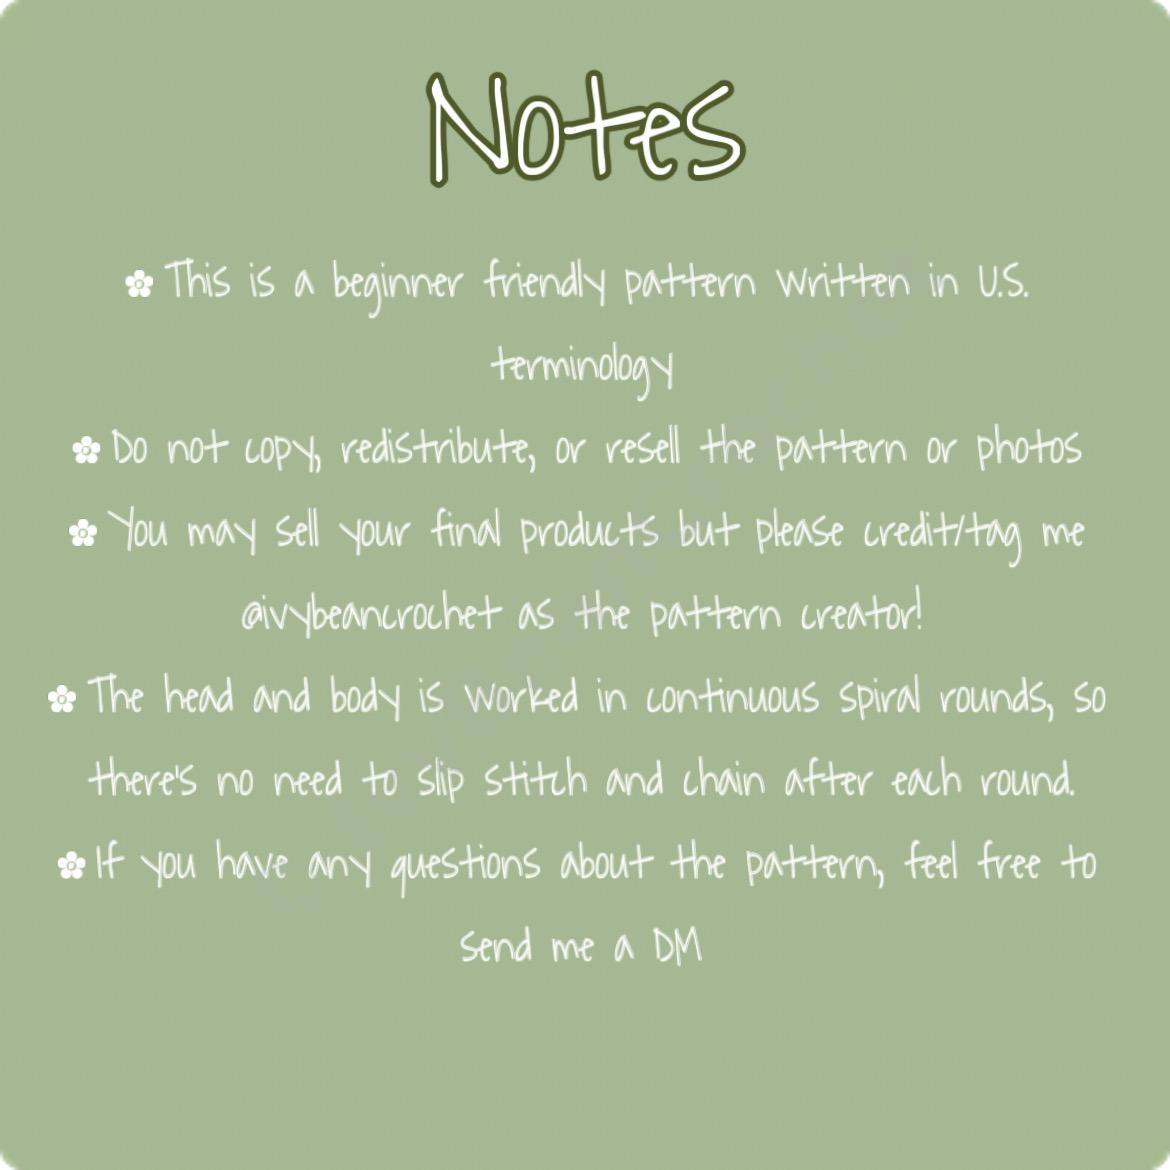 Notes
This is a beginner friendly pattern written in U.S.
terminology
Do not copy, redistribute, or resell the pattern or photos
You may sell your final products but please credit/tag me
@ivybeancrochet as the pattern creator!
The head and body is worked in continuous spiral rounds, so
there's no need to slip stitch and chain after each round.
If you have any questions about the pattern, feel free to
send me a DM